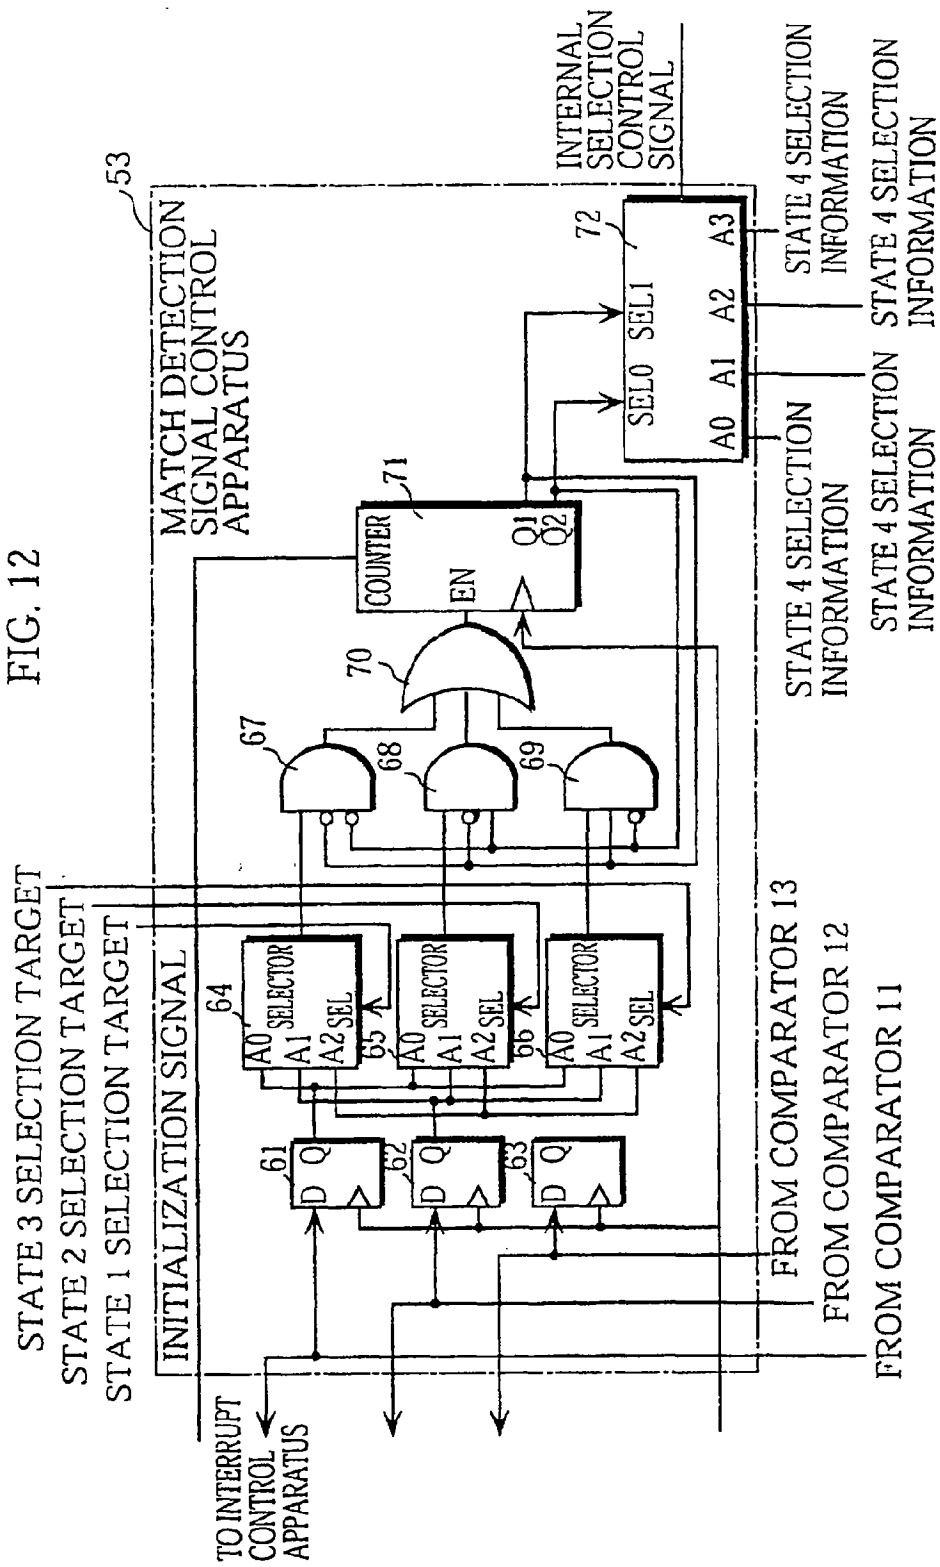 FIG. 12
STATE 3 SELECTION TARGET
STATE 2 SELECTION TARGET
STATE 1 SELECTION TARGET
INITIALIZATION SIGNAL
MATCH DETECTION
SIGNAL CONTROL
APPARATUS
53
TO INTERRUPT
CONTROL
APPARATUS
61
D Q
62
D Q
63
D Q
64
A0
A1
A2
SELECTOR
SEL
65
A0
A1
A2
SELECTOR
SEL
66
A0
A1
A2
SELECTOR
SEL
67
68
69
70
COUNTER
71
EN
Q1
Q2
72
SEL0 SEL1
A0 A1 A2 A3
INTERNAL
SELECTION
CONTROL
SIGNAL
FROM COMPARATOR 13
FROM COMPARATOR 12
FROM COMPARATOR 11
STATE 4 SELECTION
INFORMATION
STATE 4 SELECTION
INFORMATION
STATE 4 SELECTION
INFORMATION
STATE 4 SELECTION
INFORMATION